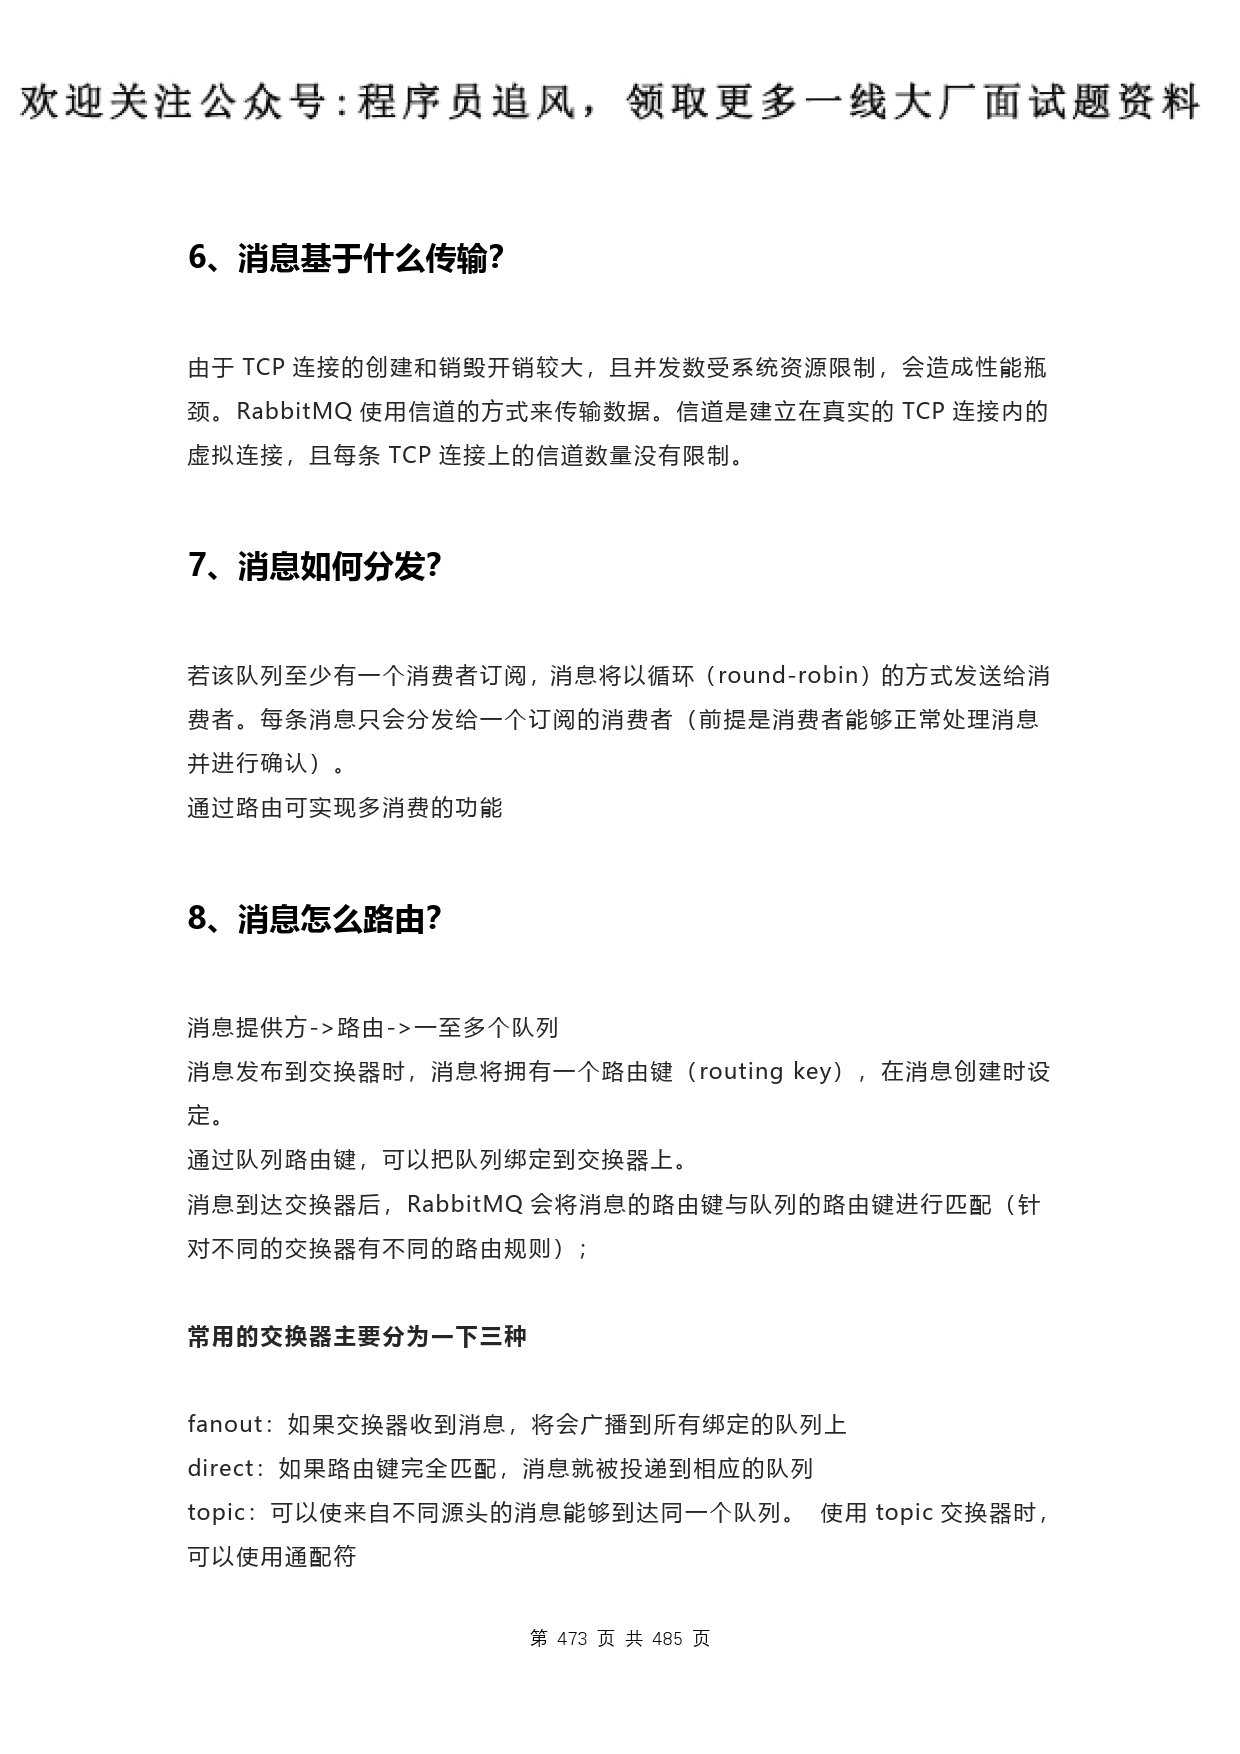 欢迎关注公众号:程序员追风，领取更多一线大厂面试题资料
6、消息基于什么传输？
由于 TCP 连接的创建和销毁开销较大，且并发数受系统资源限制，会造成性能瓶
颈。RabbitMQ 使用信道的方式来传输数据。信道是建立在真实的 TCP 连接内的
虚拟连接，且每条 TCP 连接上的信道数量没有限制。
7、消息如何分发？
若该队列至少有一个消费者订阅，消息将以循环（round-robin）的方式发送给消
费者。每条消息只会分发给一个订阅的消费者（前提是消费者能够正常处理消息
并进行确认）。
通过路由可实现多消费的功能
8、消息怎么路由？
消息提供方->路由->一至多个队列
消息发布到交换器时，消息将拥有一个路由键（routing key），在消息创建时设
定。
通过队列路由键，可以把队列绑定到交换器上。
消息到达交换器后，RabbitMQ 会将消息的路由键与队列的路由键进行匹配（针
对不同的交换器有不同的路由规则）；
常用的交换器主要分为一下三种
fanout：如果交换器收到消息，将会广播到所有绑定的队列上
direct：如果路由键完全匹配，消息就被投递到相应的队列
topic：可以使来自不同源头的消息能够到达同一个队列。 使用 topic 交换器时，
可以使用通配符
第 473 页 共 485 页